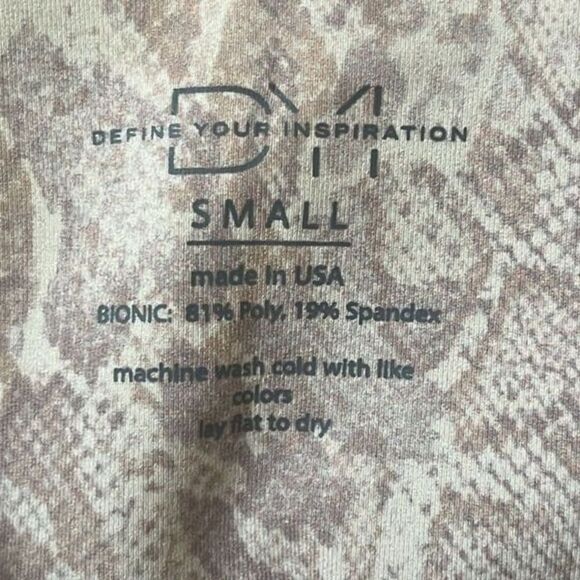 DYI
DEFINE YOUR INSPIRATION
SMALL
made in USA
BIONIC: 81% Poly, 19% Spandex
machine wash cold with like
colors
lay flat to dry